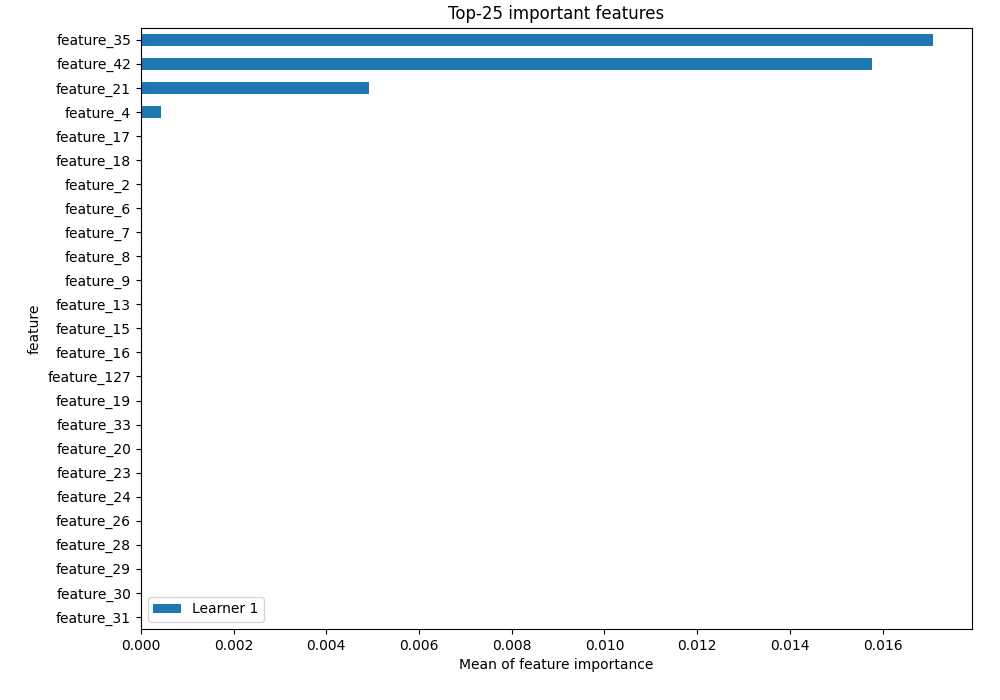 Top-25 important features
feature_35
feature_42
feature_21
feature_4
feature_17
feature_18
feature_2
feature_6
feature_7
feature_8
feature_9
feature_13
feature_15
feature_16
feature_127
feature_19
feature_33
feature_20
feature_23
feature_24
feature_26
feature_28
feature_29
feature_30
feature_31
feature
Learner 1
0.000 0.002 0.004 0.006 0.008 0.010 0.012 0.014 0.016
Mean of feature importance